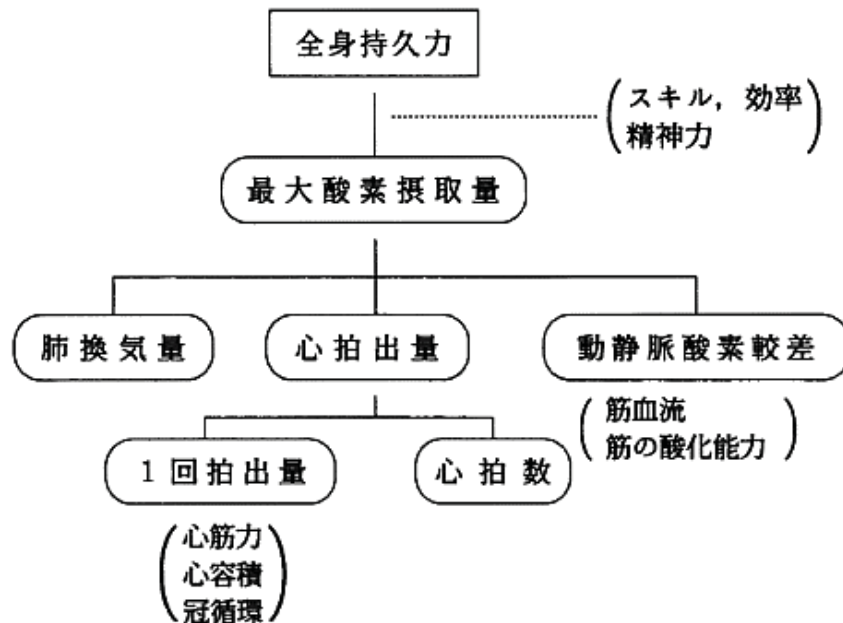 全身持久力
スキル，効率
精神力
最大酸素摂取量
肺換気量
心拍出量
動静脈酸素較差
筋血流
筋の酸化能力
1回拍出量
心拍数
心筋力
心容積
冠循環